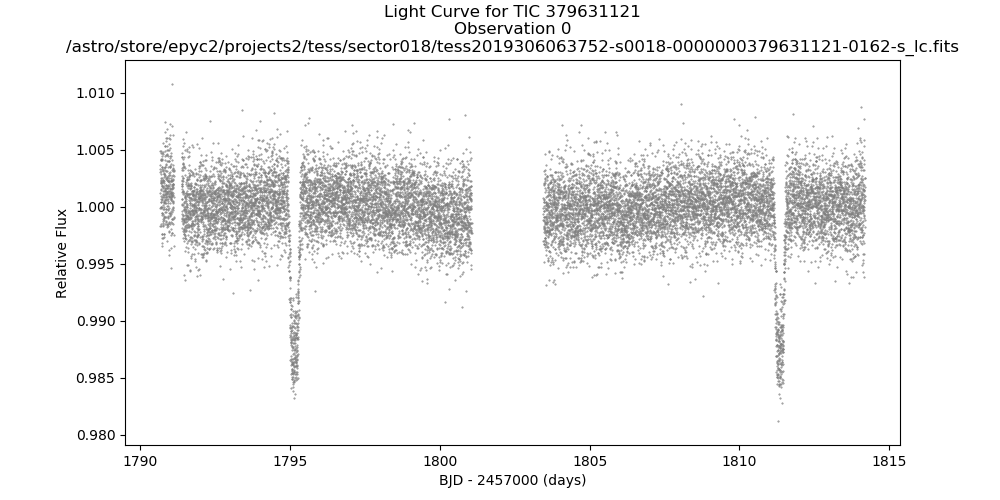 Light Curve for TIC 379631121
Observation 0
/astro/store/epyc2/projects2/tess/sector018/tess2019306063752-s0018-0000000379631121-0162-s_lc.fits
1.010
1.005
1.000
0.995
0.990
0.985
0.980
Relative Flux
1790 1795 1800 1805 1810 1815
BJD - 2457000 (days)